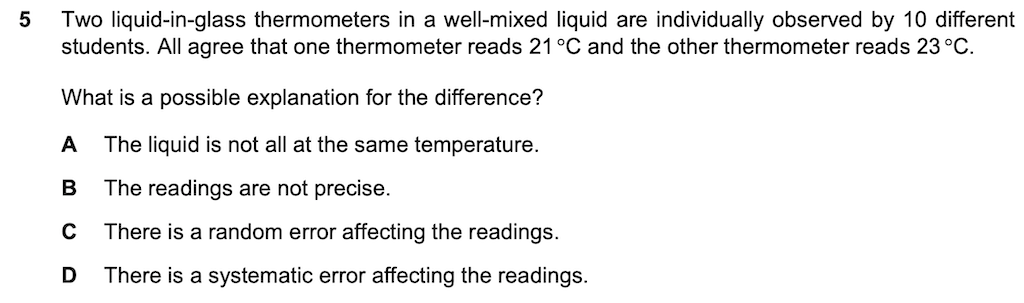 5 Two liquid-in-glass thermometers in a well-mixed liquid are individually observed by 10 different
students. All agree that one thermometer reads 21 °C and the other thermometer reads 23 °C.
What is a possible explanation for the difference?
A The liquid is not all at the same temperature.
B The readings are not precise.
C There is a random error affecting the readings.
D There is a systematic error affecting the readings.